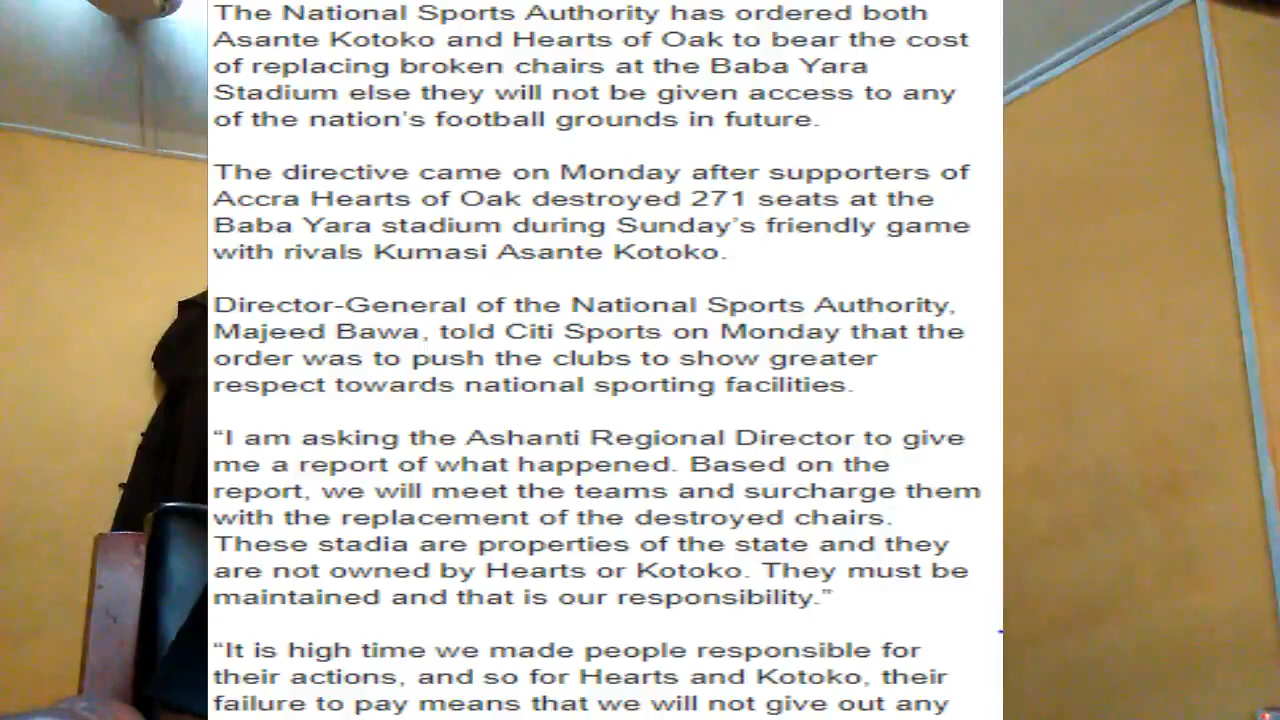 The National Sports Authority has ordered both
Asante Kotoko and Hearts of Oak to bear the cost
of replacing broken chairs at the Baba Yara
Stadium else they will not be given access to any
of the nation’s football grounds in future.
The directive came on Monday after supporters of
Accra Hearts of Oak destroyed 271 seats at the
Baba Yara stadium during Sunday’s friendly game
with rivals Kumasi Asante Kotoko.
Director-General of the National Sports Authority,
Majeed Bawa, told Citi Sports on Monday that the
order was to push the clubs to show greater
respect towards national sporting facilities.
“I am asking the Ashanti Regional Director to give
me a report of what happened. Based on the
report, we will meet the teams and surcharge them
with the replacement of the destroyed chairs.
These stadia are properties of the state and they
are not owned by Hearts or Kotoko. They must be
maintained and that is our responsibility.”
“It is high time we made people responsible for
their actions, and so for Hearts and Kotoko, their
failure to pay means that we will not give out any